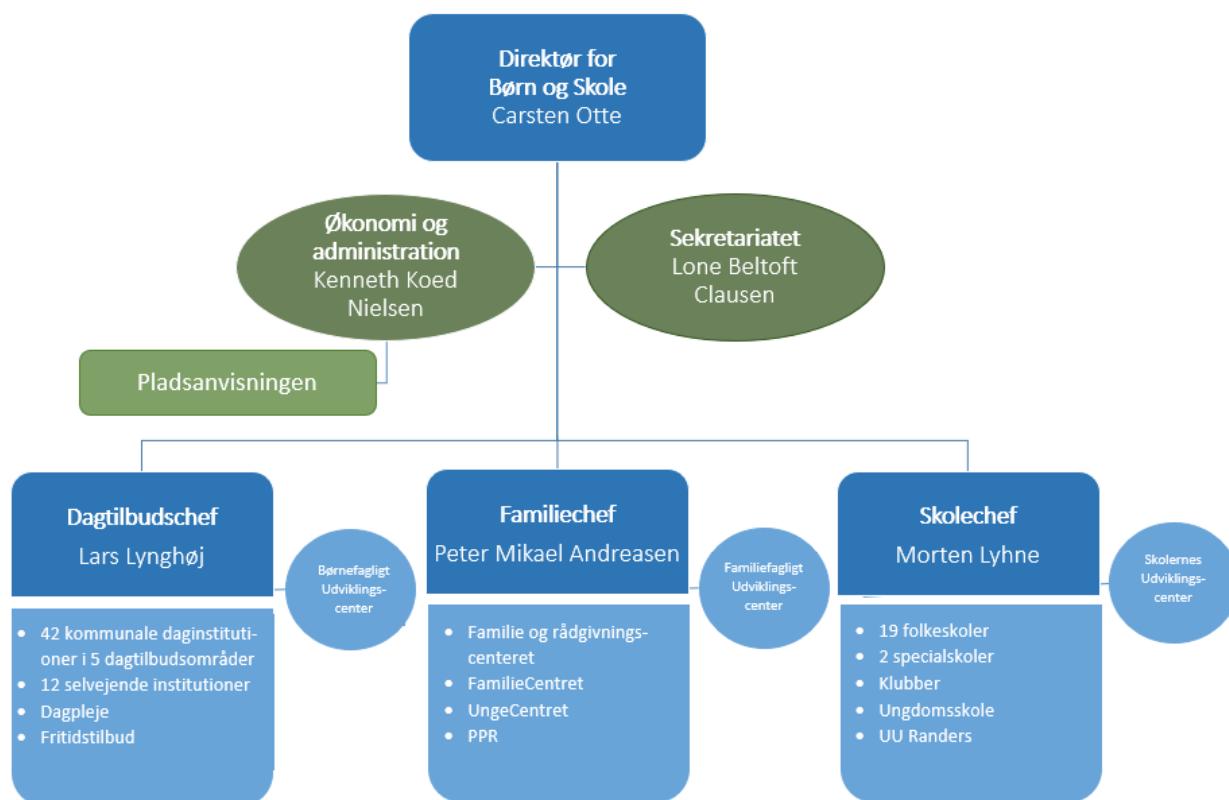 Direktør for
Børn og Skole
Carsten Otte
Økonomi og
administration
Kenneth Koed
Nielsen
Sekretariatet
Lone Beltoft
Clausen
Pladsanvisningen
Dagtilbudschef
Lars Lynghøj
Børnefagligt
Udviklings-
center
• 42 kommunale daginstituti-
oner i 5 dagtilbudsområder
• 12 selvejende institutioner
• Dagpleje
• Fritidstilbud
Familiechef
Peter Mikael Andreasen
Familiefagligt
Udviklings-
center
• Familie og rådgivnings-
centeret
• FamilieCentret
• UngeCentret
• PPR
Skolechef
Morten Lyhne
Skolernes
Udviklings-
center
• 19 folkeskoler
• 2 specialskoler
• Klubber
• Ungdomsskole
• UU Randers